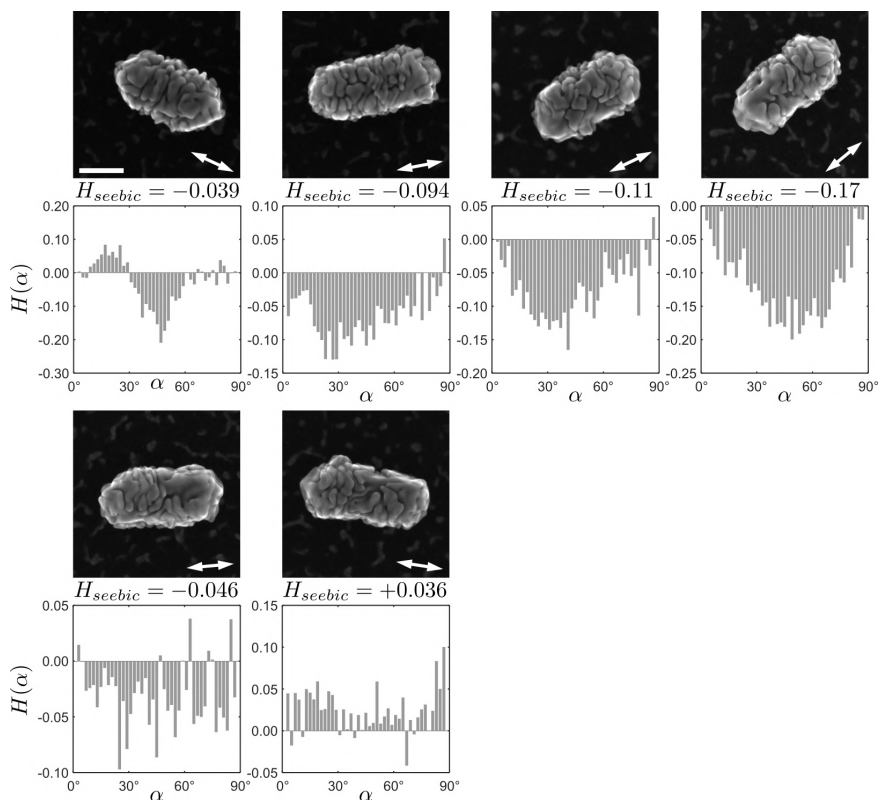 H_seebic = −0.039 H_seebic = −0.094 H_seebic = −0.11 H_seebic = −0.17
0.20 0.10 0.05 0.00
0.10 0.05 0.00 -0.05
0.00 0.00 -0.05 -0.10
-0.10 -0.05 -0.10 -0.15
-0.20 -0.10 -0.15 -0.20
-0.30 -0.15 -0.20 -0.25
H(α)
0° 30° 60° 90° 0° 30° 60° 90° 0° 30° 60° 90° 0° 30° 60° 90°
α α α α
H_seebic = −0.046 H_seebic = +0.036
0.05 0.15
0.00 0.10
-0.05 0.05
-0.10 0.00
-0.05
H(α)
0° 30° 60° 90° 0° 30° 60° 90°
α α